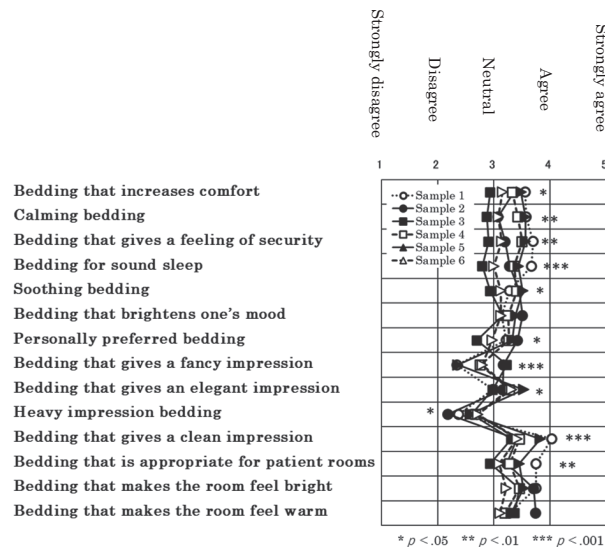 Strongly disagree
Disagree
Neutral
Agree
Strongly agree
1 2 3 4 5
Bedding that increases comfort *
Calming bedding **
Bedding that gives a feeling of security **
Bedding for sound sleep ***
Soothing bedding *
Bedding that brightens one's mood
Personally preferred bedding *
Bedding that gives a fancy impression ***
Bedding that gives an elegant impression *
Heavy impression bedding *
Bedding that gives a clean impression ***
Bedding that is appropriate for patient rooms **
Bedding that makes the room feel bright
Bedding that makes the room feel warm
Sample 1
Sample 2
Sample 3
Sample 4
Sample 5
Sample 6
* p <.05 ** p <.01 *** p <.001